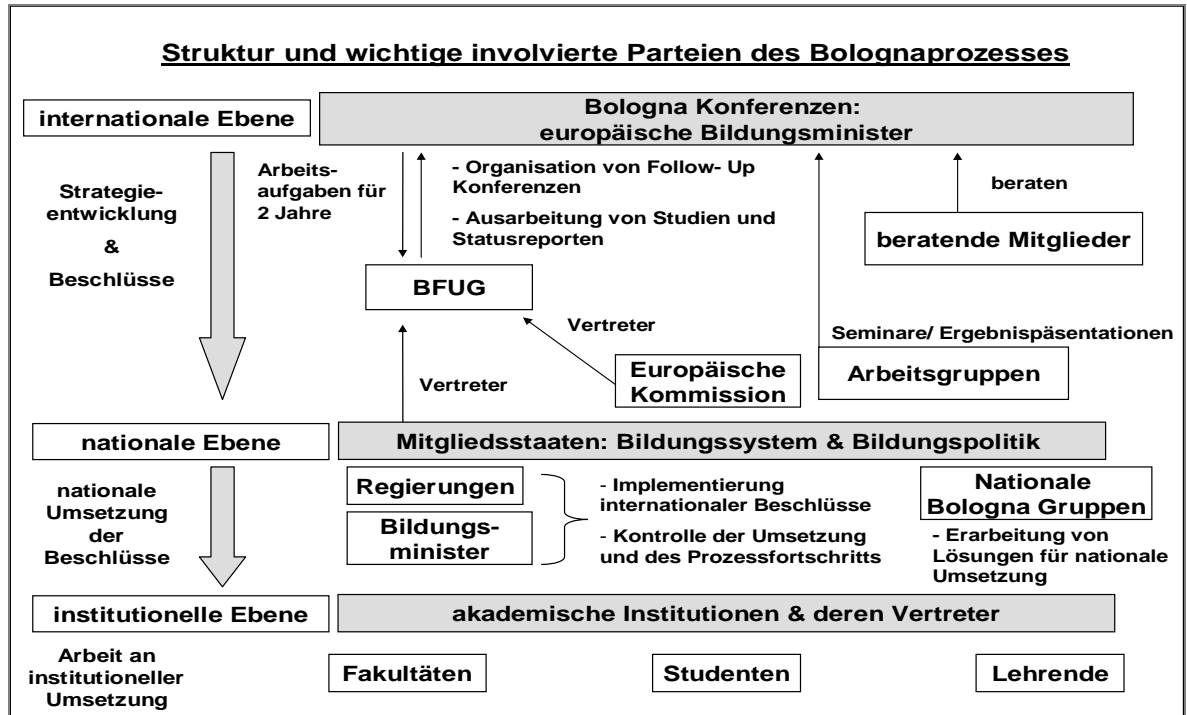 Struktur und wichtige involvierte Parteien des Bolognaprozesses
internationale Ebene
Bologna Konferenzen:
europäische Bildungsminister
Strategie-
entwicklung
&
Beschlüsse
Arbeits-
aufgaben für
2 Jahre
- Organisation von Follow- Up
Konferenzen
- Ausarbeitung von Studien und
Statusreporten
beraten
beratende Mitglieder
BFUG
Vertreter
Seminare/ Ergebnispäsentationen
Europäische
Kommission
Arbeitsgruppen
Vertreter
nationale Ebene
Mitgliedsstaaten: Bildungssystem & Bildungspolitik
nationale
Umsetzung
der
Beschlüsse
Regierungen
Bildungs-
minister
- Implementierung
internationaler Beschlüsse
- Kontrolle der Umsetzung
und des Prozessfortschritts
Nationale
Bologna Gruppen
- Erarbeitung von
Lösungen für nationale
Umsetzung
institutionelle Ebene
akademische Institutionen & deren Vertreter
Arbeit an
institutioneller
Umsetzung
Fakultäten
Studenten
Lehrende